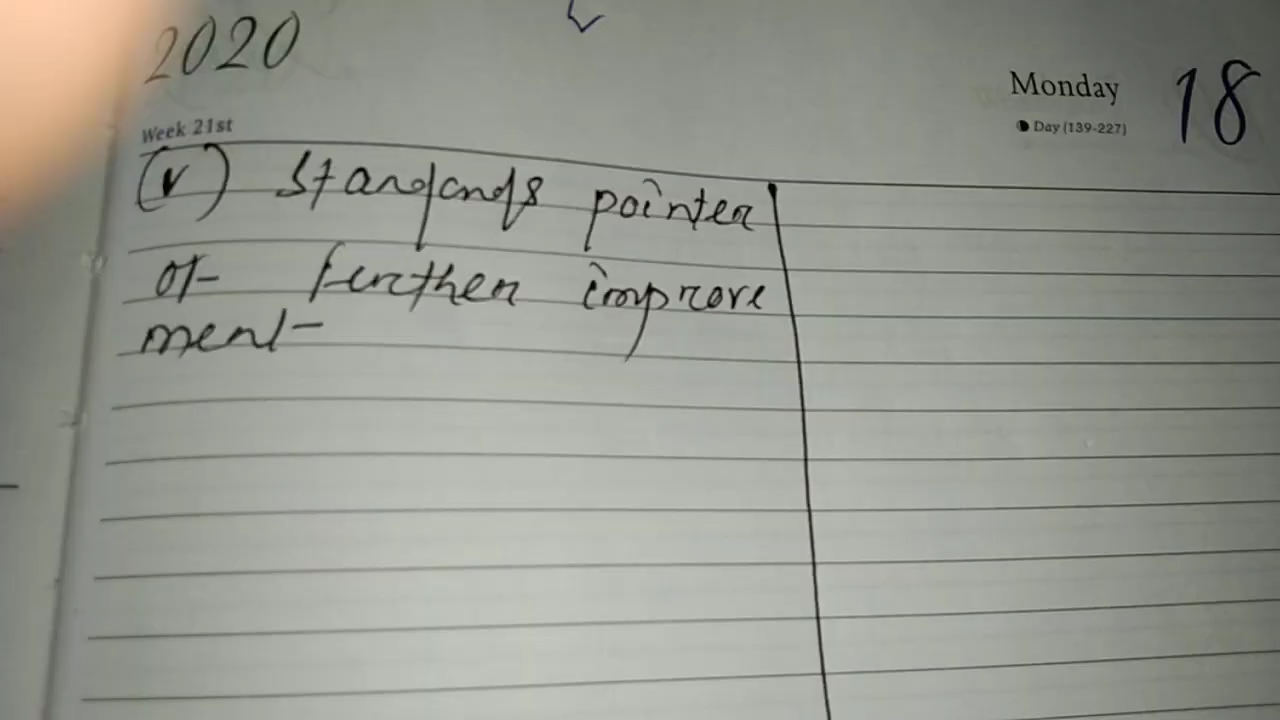 2020
Monday 18
Day (139-227)
Week 21st
(v) Standards pointer
of further improve
ment